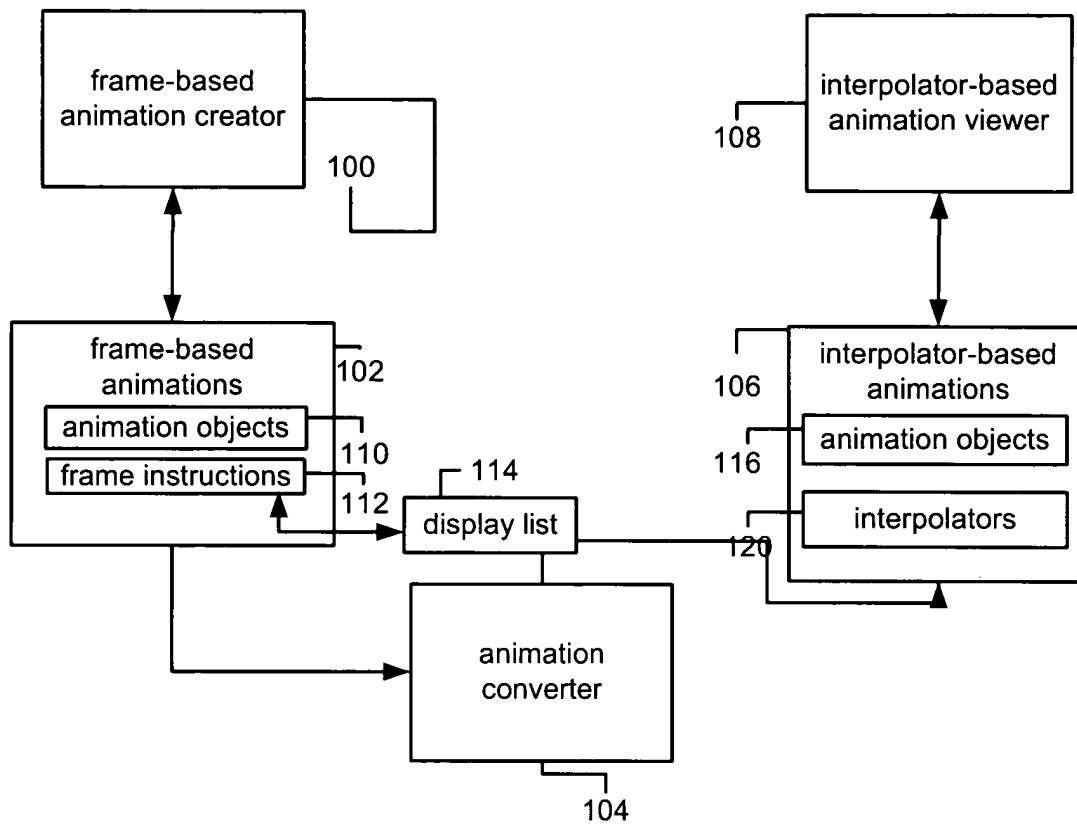 frame-based
animation creator
100
interpolator-based
animation viewer
108
frame-based
animations
102
animation objects
110
frame instructions
112
114
display list
106
interpolator-based
animations
116
animation objects
120
interpolators
animation
converter
104